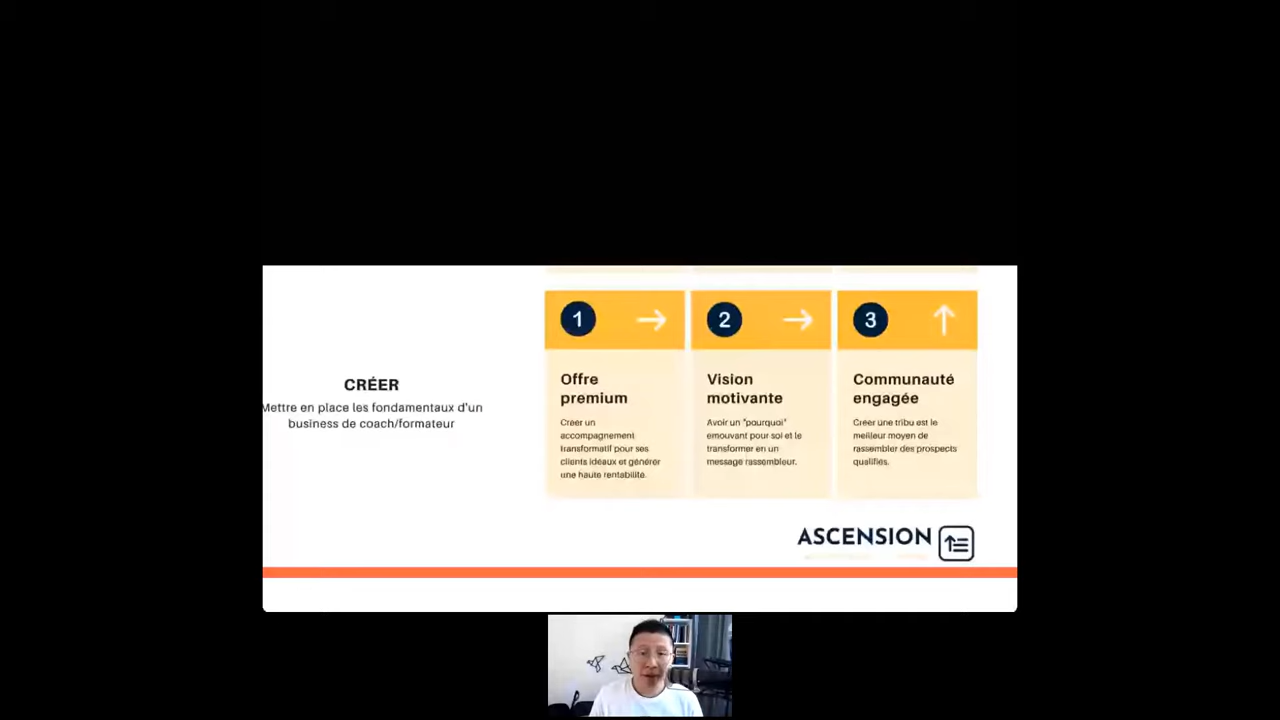 CRÉER
Mettre en place les fondamentaux d'un
business de coach/formateur
1
Offre
premium
Créer un
accompagnement
transformatif pour ses
clients idéaux et générer
une haute rentabilité.
2
Vision
motivante
Avoir un "pourquoi"
émouvant pour soi et le
transformer en un
message rassembleur.
3
Communauté
engagée
Créer une tribu est le
meilleur moyen de
rassembler des prospects
qualifiés.
ASCENSION